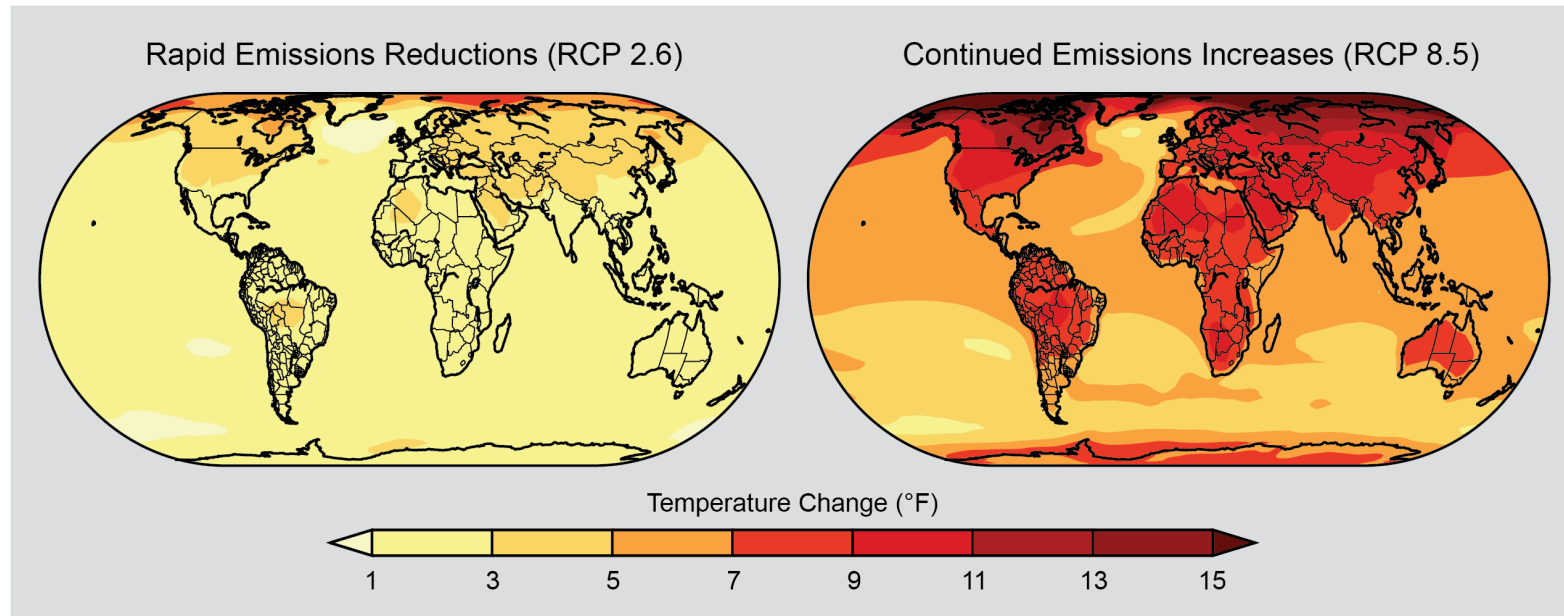 Rapid Emissions Reductions (RCP 2.6)
Continued Emissions Increases (RCP 8.5)
Temperature Change (°F)
1 3 5 7 9 11 13 15